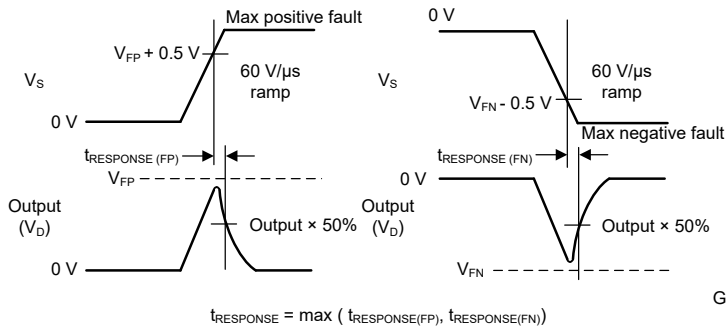 Max positive fault
V_FP + 0.5 V
V_S
60 V/µs
ramp
0 V
t_RESPONSE (FP)
V_FP
Output
(V_D)
Output × 50%
0 V
0 V
V_S
60 V/µs
ramp
V_FN - 0.5 V
Max negative fault
t_RESPONSE (FN)
0 V
Output
(V_D)
Output × 50%
V_FN
G
t_RESPONSE = max ( t_RESPONSE(FP), t_RESPONSE(FN))